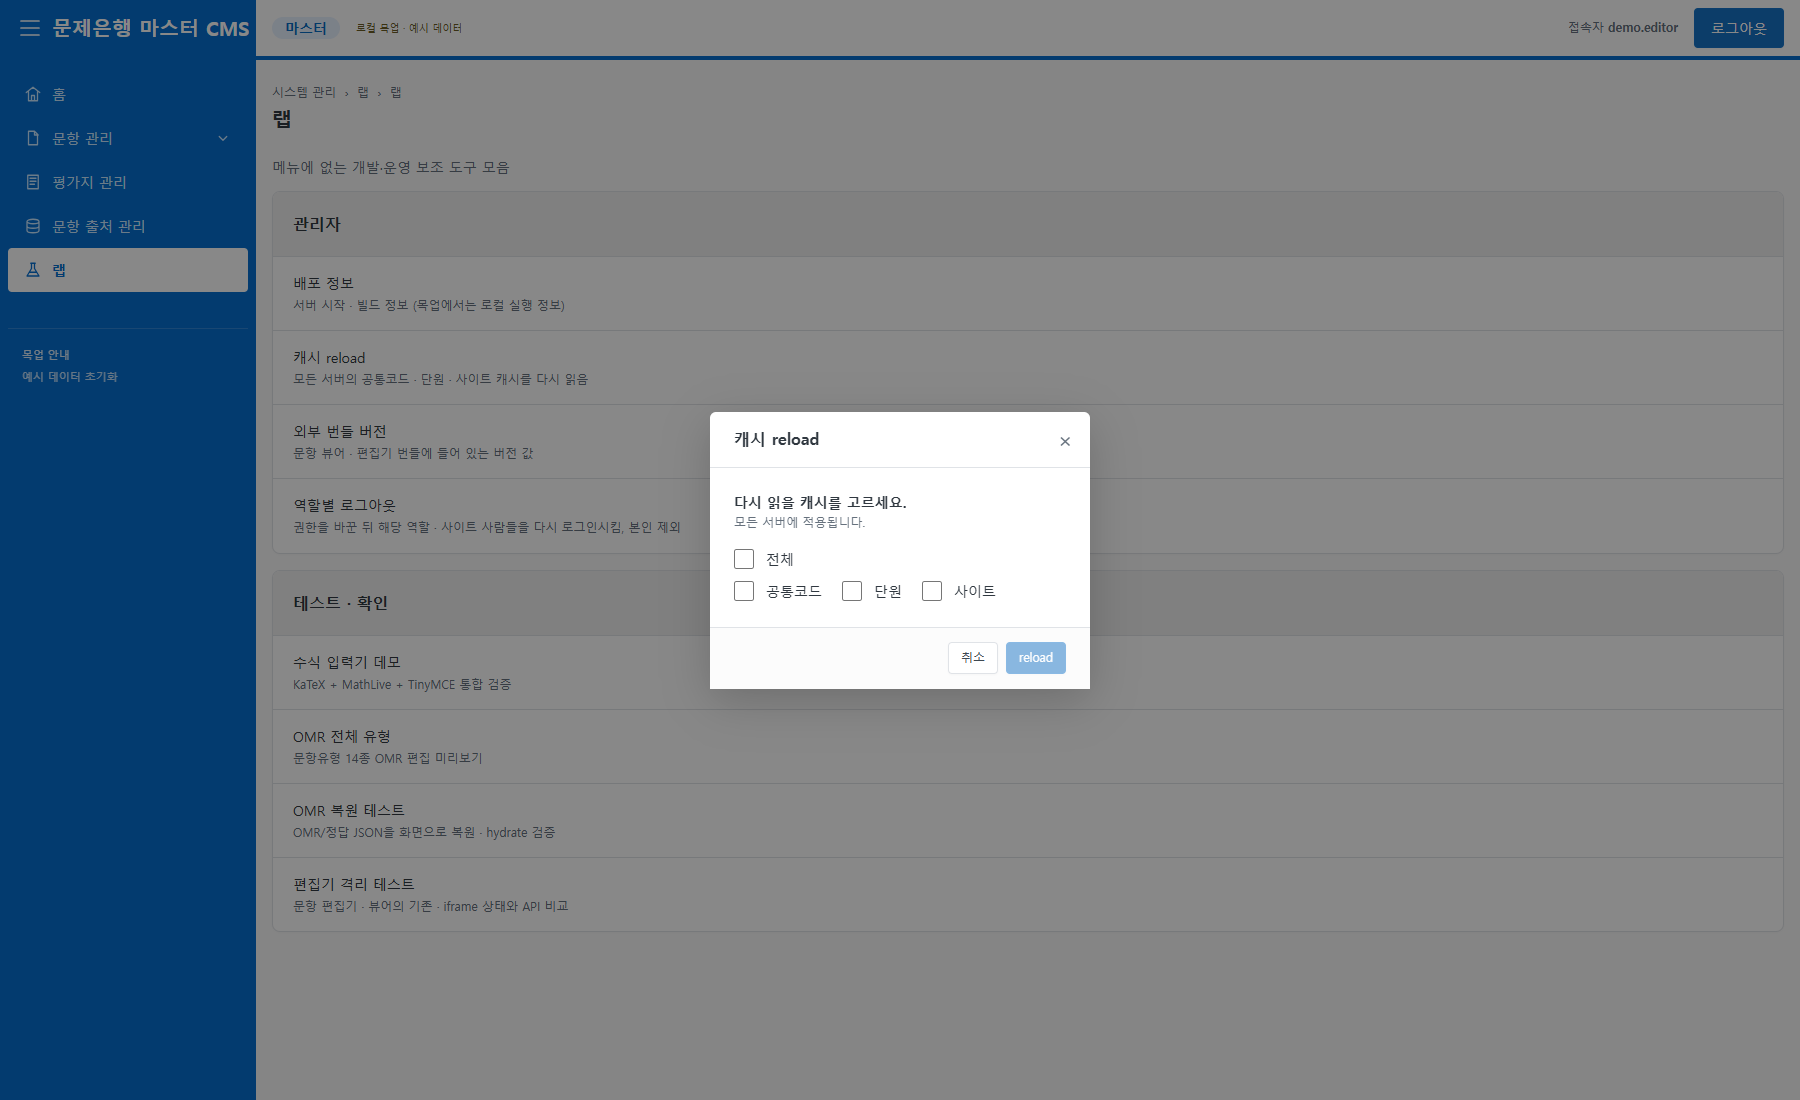 문제은행 마스터 CMS
마스터
로컬 목업 · 예시 데이터
접속자 demo.editor
로그아웃
홈
문항 관리
평가지 관리
문항 출처 관리
랩
목업 안내
예시 데이터 초기화
시스템 관리 › 랩 › 랩
랩
메뉴에 없는 개발·운영 보조 도구 모음
관리자
배포 정보
서버 시작 · 빌드 정보 (목업에서는 로컬 실행 정보)
캐시 reload
모든 서버의 공통코드 · 단원 · 사이트 캐시를 다시 읽음
외부 번들 버전
문항 뷰어 · 편집기 번들에 들어 있는 버전 값
역할별 로그아웃
권한을 바꾼 뒤 해당 역할 · 사이트 사람들을 다시 로그인시킴, 본인 제외
테스트 · 확인
수식 입력기 데모
KaTeX + MathLive + TinyMCE 통합 검증
OMR 전체 유형
문항유형 14종 OMR 편집 미리보기
OMR 복원 테스트
OMR/정답 JSON을 화면으로 복원 · hydrate 검증
편집기 격리 테스트
문항 편집기 · 뷰어의 기존 · iframe 상태와 API 비교
캐시 reload
×
다시 읽을 캐시를 고르세요.
모든 서버에 적용됩니다.
전체
공통코드 단원 사이트
취소 reload